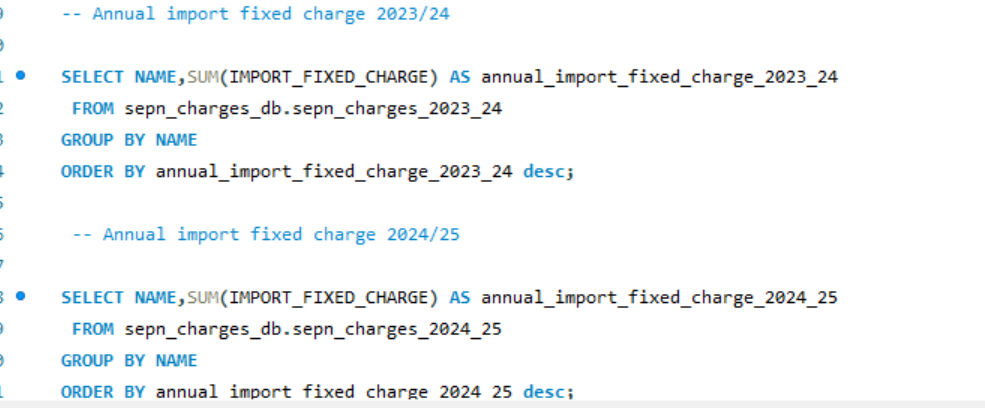 -- Annual import fixed charge 2023/24
SELECT NAME,SUM(IMPORT_FIXED_CHARGE) AS annual_import_fixed_charge_2023_24
FROM sepn_charges_db.sepn_charges_2023_24
GROUP BY NAME
ORDER BY annual_import_fixed_charge_2023_24 desc;
-- Annual import fixed charge 2024/25
SELECT NAME,SUM(IMPORT_FIXED_CHARGE) AS annual_import_fixed_charge_2024_25
FROM sepn_charges_db.sepn_charges_2024_25
GROUP BY NAME
ORDER BY annual_import_fixed_charge_2024_25 desc;